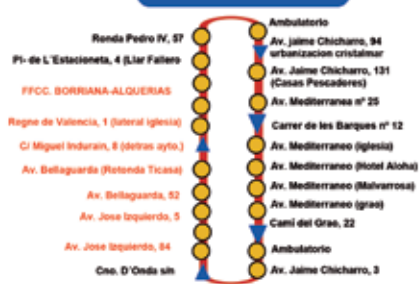 Ronda Pedro IV, 57
Pl- de L´Estacioneta, 4 (Llar Fallero
FFCC. BORRIANA-ALQUERIAS
Regne de Valencia, 1 (lateral iglesia)
C/ Miguel Indurain, 8 (detras ayto.)
Av. Bellaguarda (Rotonda Ticasa)
Av. Bellaguarda, 52
Av. Jose Izquierdo, 5
Av. Jose Izquierdo, 84
Cno. D´Onda s/n
Ambulatorio
Av. jaime Chicharro, 94
urbanizacion cristalmar
Av. Jaime Chicharro, 131
(Casas Pescaderes)
Av. Mediterranea nº 25
Carrer de les Barques nº 12
Av. Mediterraneo (iglesia)
Av. Mediterraneo (Hotel Aloha)
Av. Mediterraneo (Malvarrosa)
Av. Mediterraneo (grao)
Camí del Grao, 22
Ambulatorio
Av. Jaime Chicharro, 3